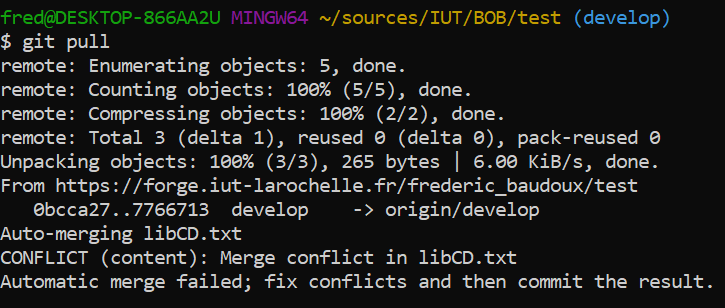 fred@DESKTOP-866AA2U MINGW64 ~/sources/IUT/BOB/test (develop)
$ git pull
remote: Enumerating objects: 5, done.
remote: Counting objects: 100% (5/5), done.
remote: Compressing objects: 100% (2/2), done.
remote: Total 3 (delta 1), reused 0 (delta 0), pack-reused 0
Unpacking objects: 100% (3/3), 265 bytes | 6.00 KiB/s, done.
From https://forge.iut-larochelle.fr/frederic_baudoux/test
   0bcca27..7766713  develop    -> origin/develop
Auto-merging libCD.txt
CONFLICT (content): Merge conflict in libCD.txt
Automatic merge failed; fix conflicts and then commit the result.